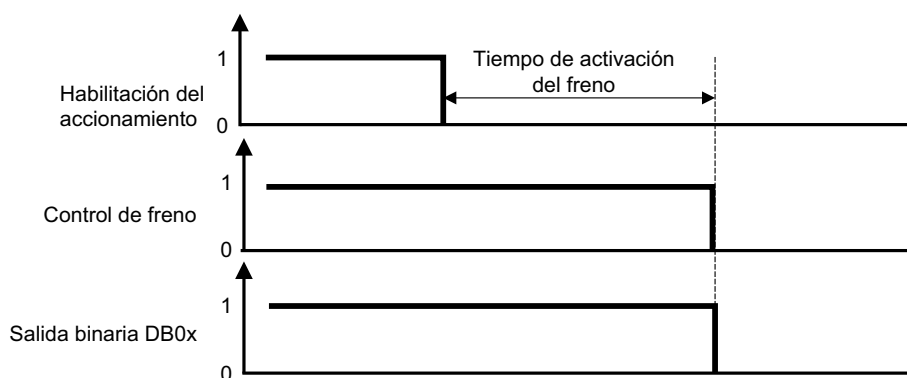 1
Tiempo de activación
del freno
Habilitación del
accionamiento
0
1
Control de freno
0
1
Salida binaria DB0x
0